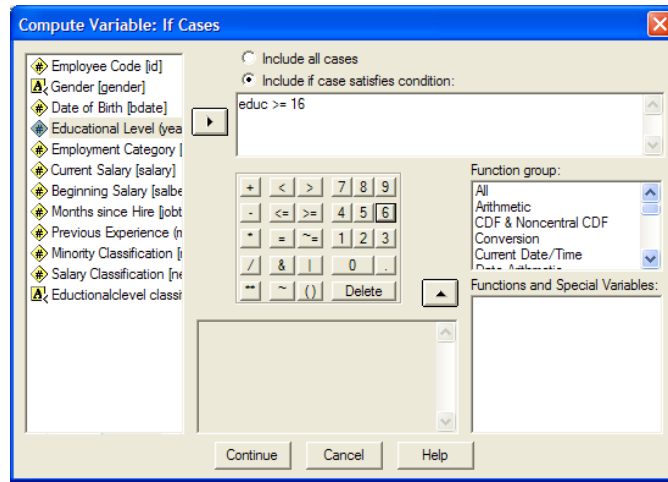 Compute Variable: If Cases
Employee Code [id]
Gender [gender]
Date of Birth [bdate]
Educational Level (yea
Employment Category [
Current Salary [salary]
Beginning Salary [salbe
Months since Hire [jobt
Previous Experience (m
Minority Classification [
Salary Classification [ne
Eductionalclevel classif
Include all cases
Include if case satisfies condition:
educ >= 16
+ < > 7 8 9
- <= >= 4 5 6
* = ~= 1 2 3
/ & | 0 .
** ~ () Delete
Function group:
All
Arithmetic
CDF & Noncentral CDF
Conversion
Current Date/Time
Date Arithmetic
Functions and Special Variables:
Continue Cancel Help